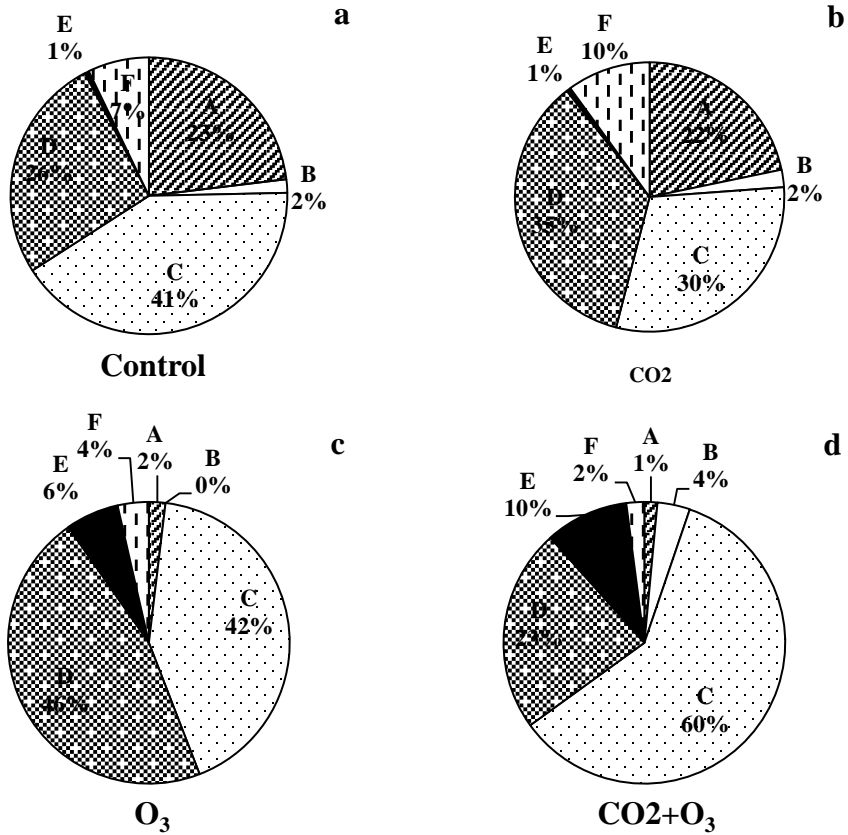 a
E
1%
F
7%
A
23%
B
2%
D
26%
C
41%
Control
b
F
10%
E
1%
A
22%
B
2%
D
35%
C
30%
CO2
c
F
4%
A
2%
B
0%
E
6%
C
42%
D
46%
O₃
d
F
2%
A
1%
B
4%
E
10%
D
23%
C
60%
CO2+O₃